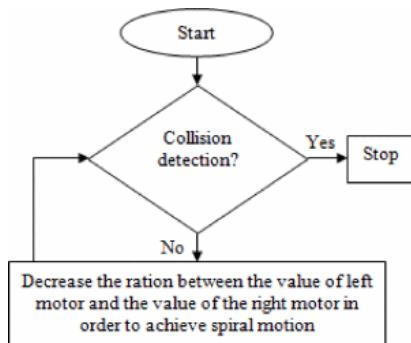 Start
Collision
detection?
Yes
Stop
No
Decrease the ration between the value of left
motor and the value of the right motor in
order to achieve spiral motion